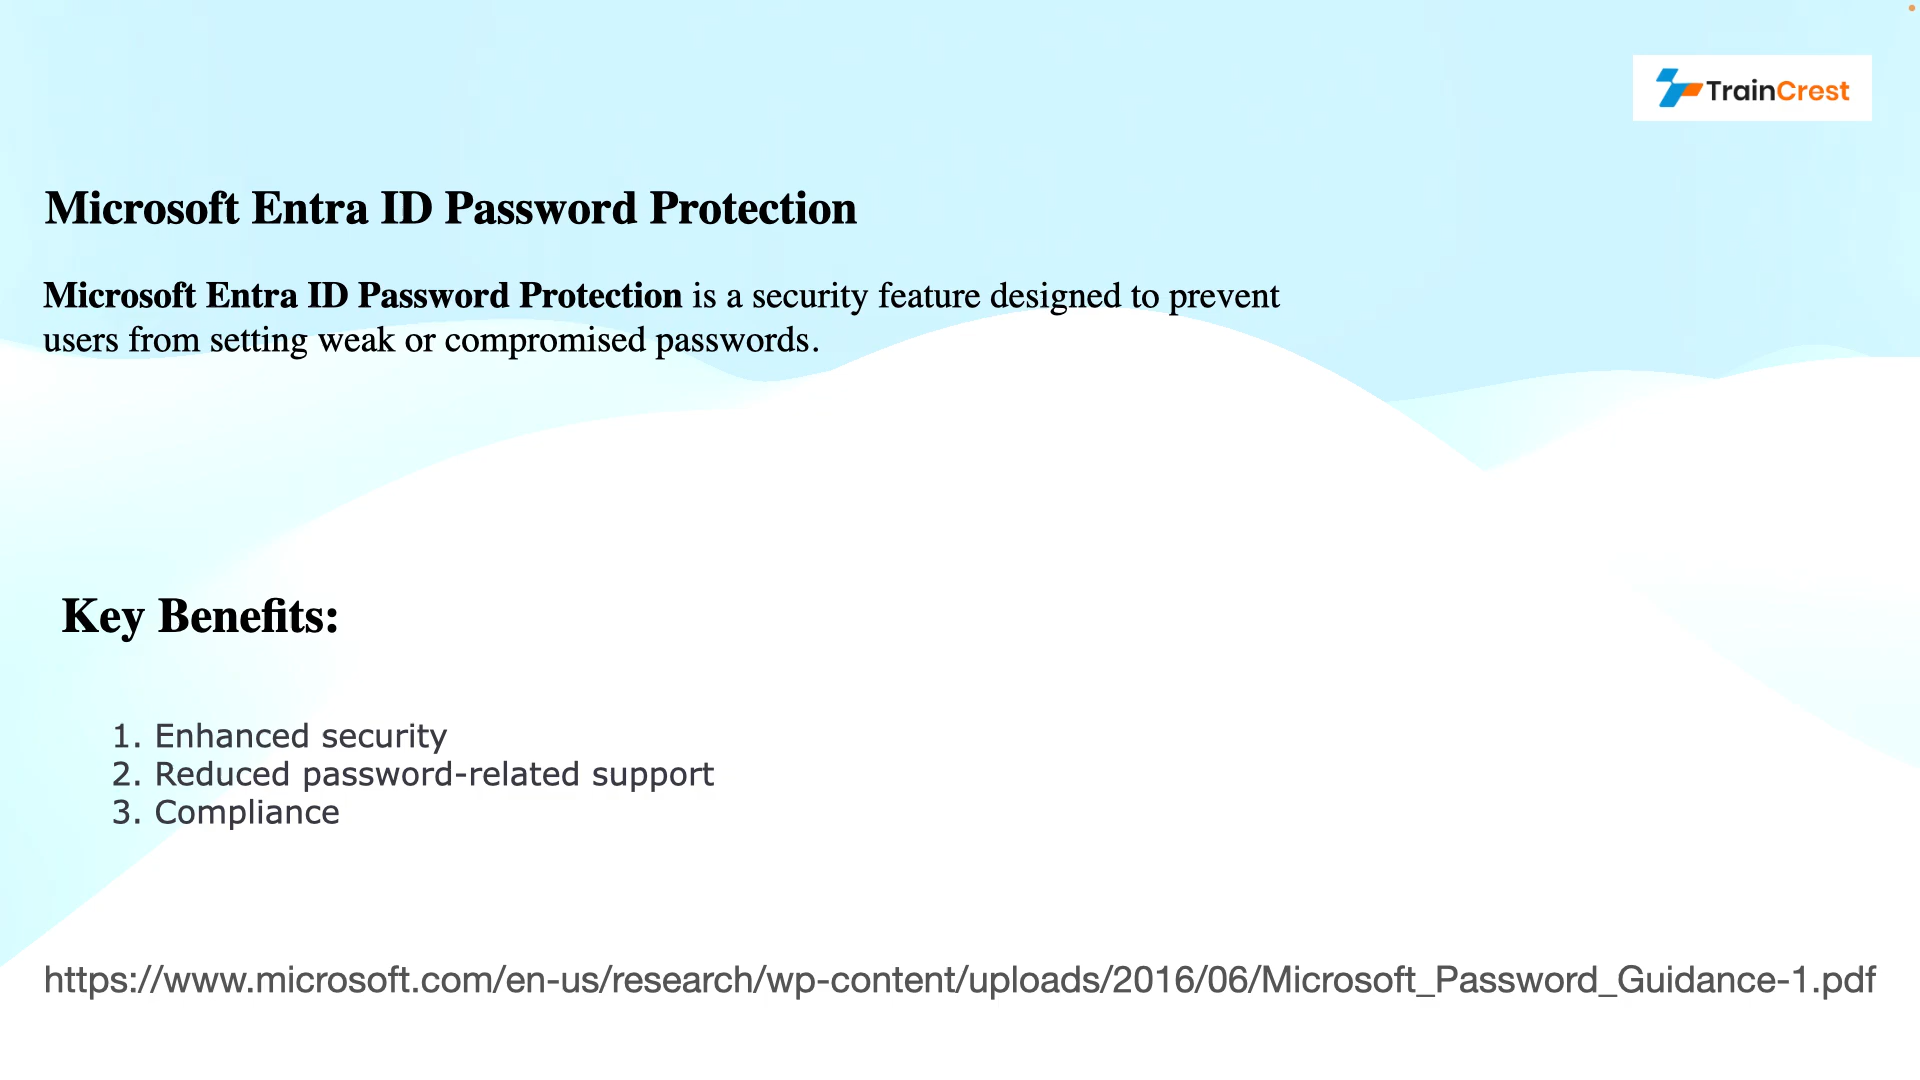 TrainCrest
Microsoft Entra ID Password Protection
Microsoft Entra ID Password Protection is a security feature designed to prevent
users from setting weak or compromised passwords.
Key Benefits:
1. Enhanced security
2. Reduced password-related support
3. Compliance
https://www.microsoft.com/en-us/research/wp-content/uploads/2016/06/Microsoft_Password_Guidance-1.pdf